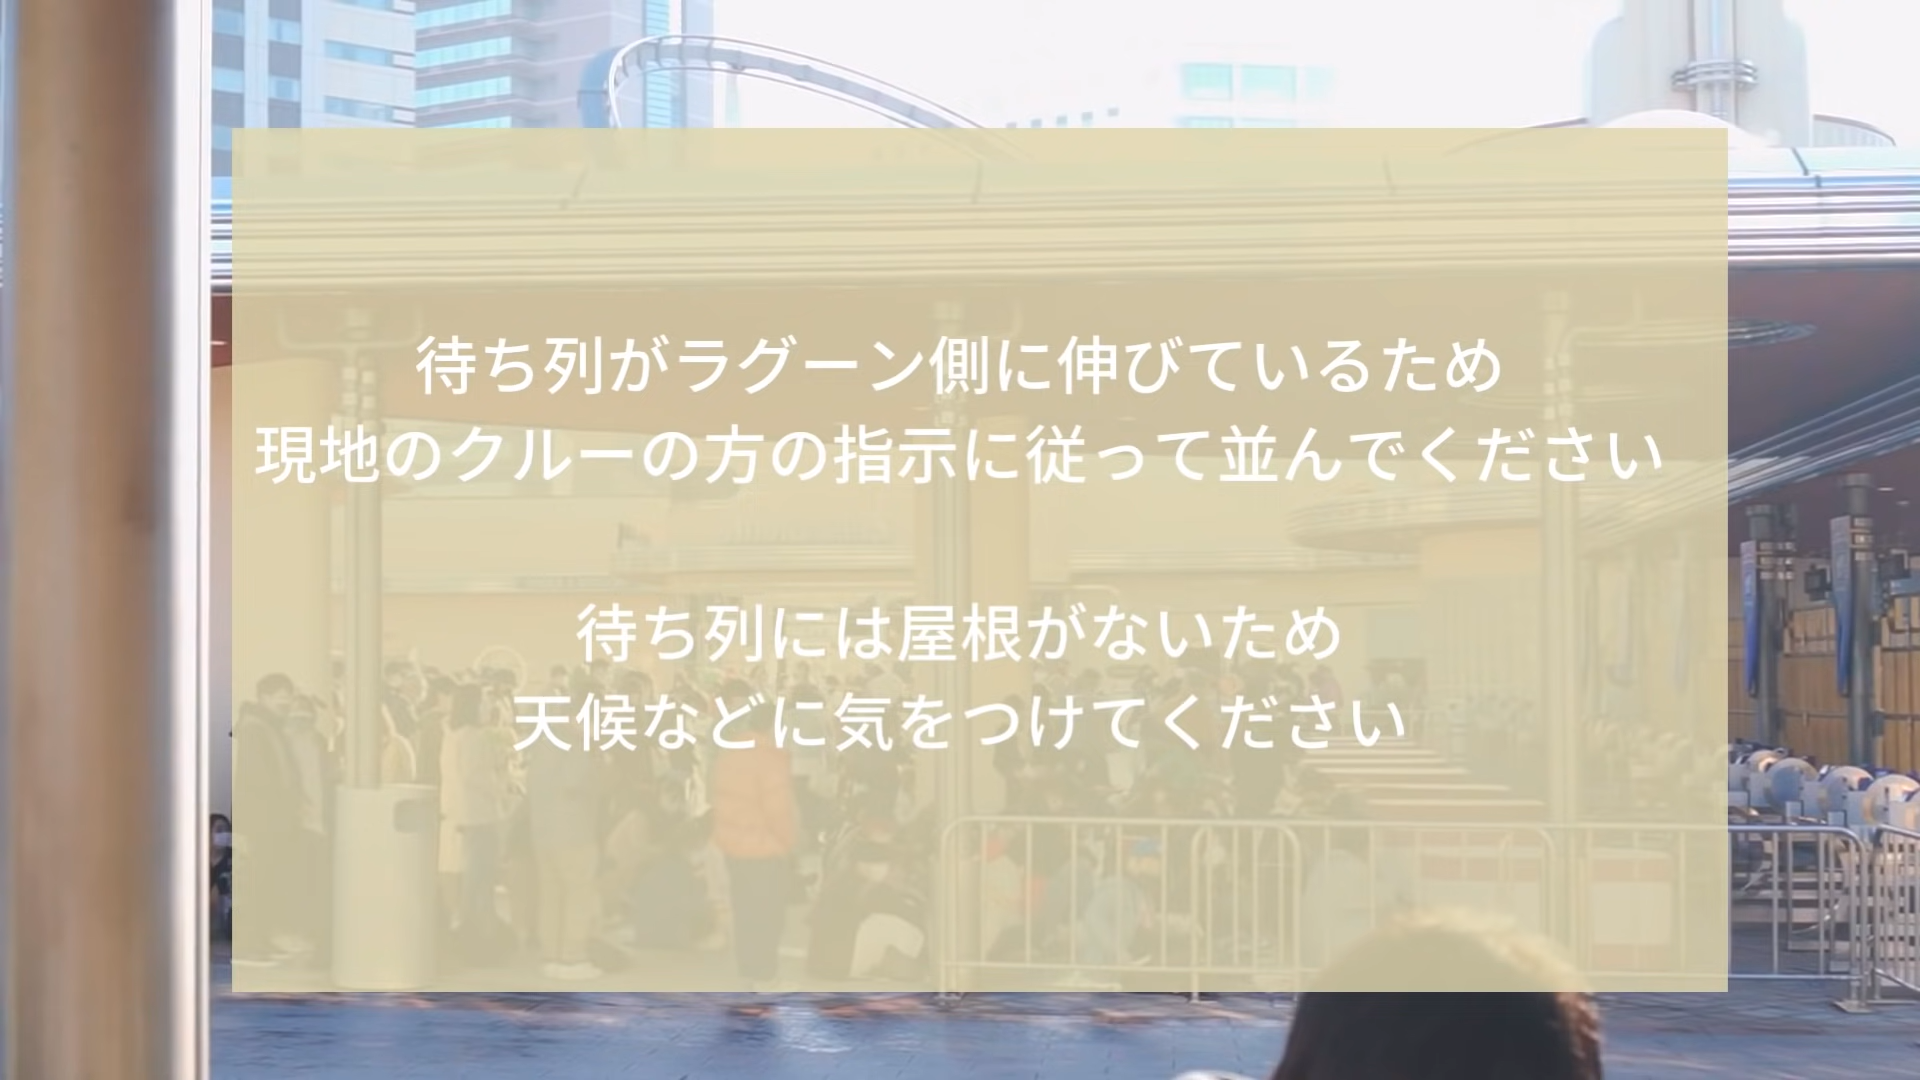 待ち列がラグーン側に伸びているため
現地のクルーの方の指示に従って並んでください
待ち列には屋根がないため
天候などに気をつけてください